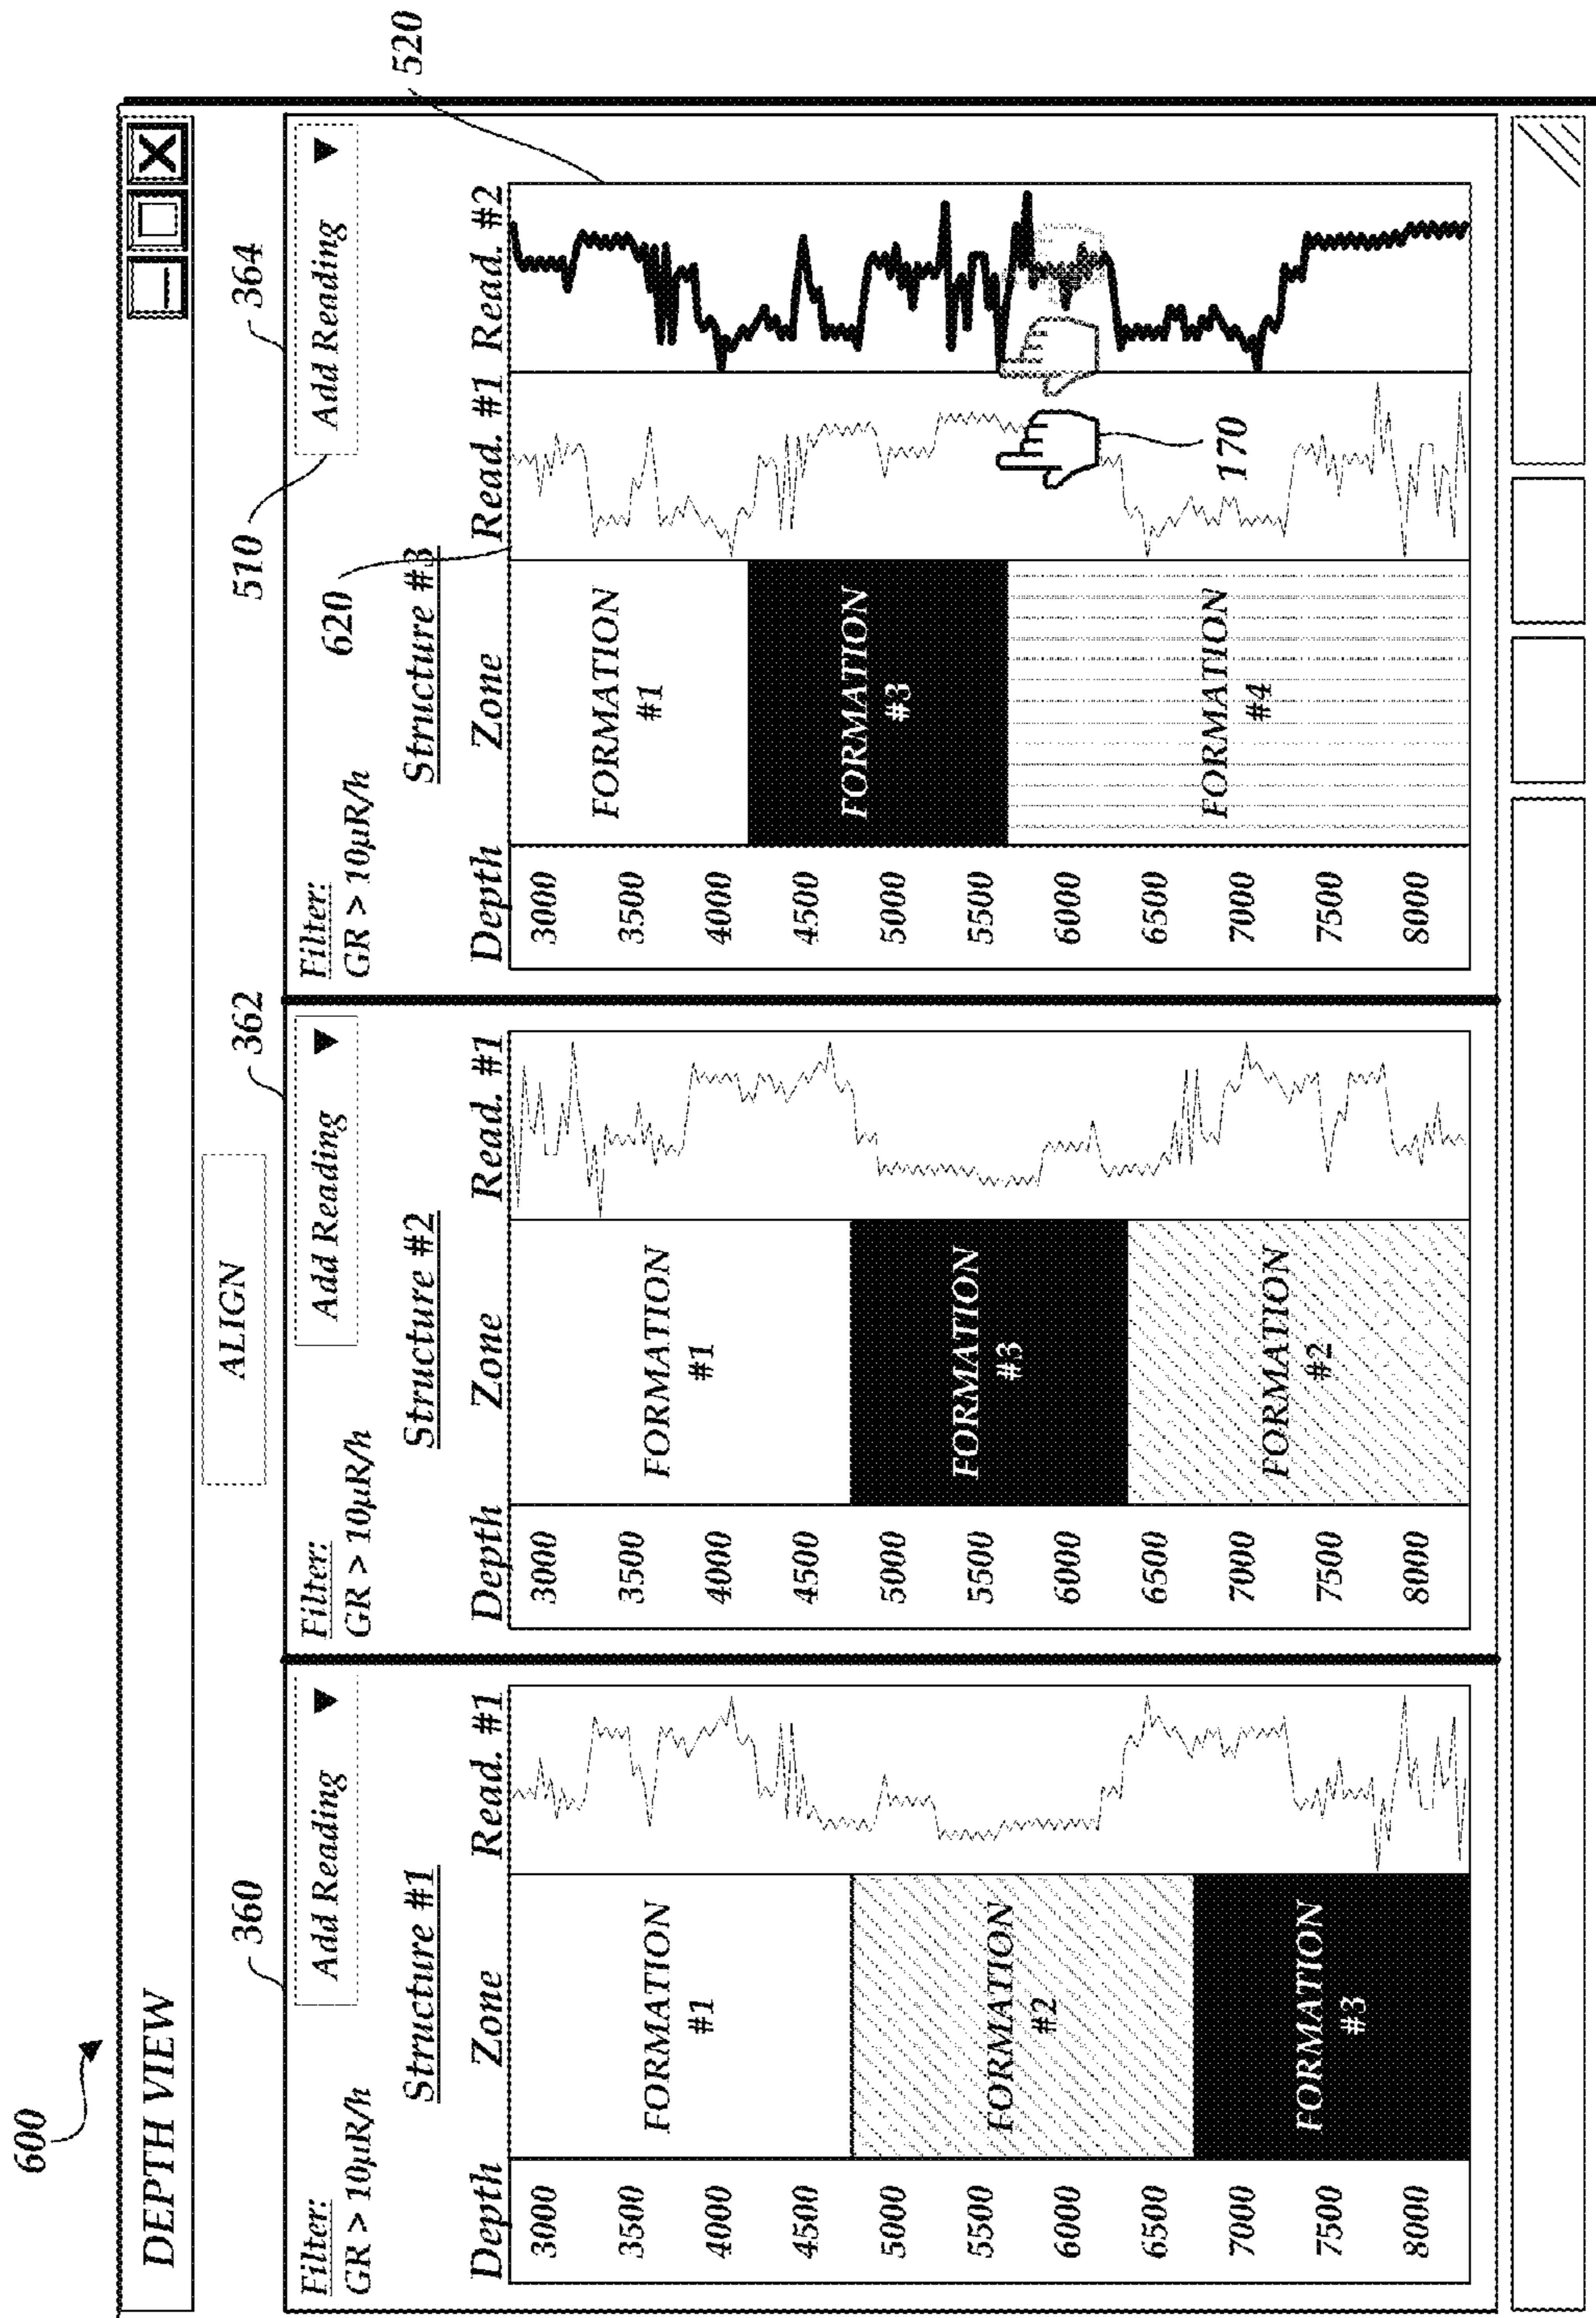 600
DEPTH VIEW
ALIGN
360
Filter:
GR > 10µR/h
Add Reading
Structure #1
Depth Zone Read. #1
3000
3500
4000
4500
5000
5500
6000
6500
7000
7500
8000
FORMATION
#1
FORMATION
#2
FORMATION
#3
362
Filter:
GR > 10µR/h
Add Reading
Structure #2
Depth Zone Read. #1
3000
3500
4000
4500
5000
5500
6000
6500
7000
7500
8000
FORMATION
#1
FORMATION
#3
FORMATION
#2
510
364
520
Filter:
GR > 10µR/h
Add Reading
620
Structure #3
Depth Zone Read. #1 Read. #2
3000
3500
4000
4500
5000
5500
6000
6500
7000
7500
8000
FORMATION
#1
FORMATION
#3
FORMATION
#4
170